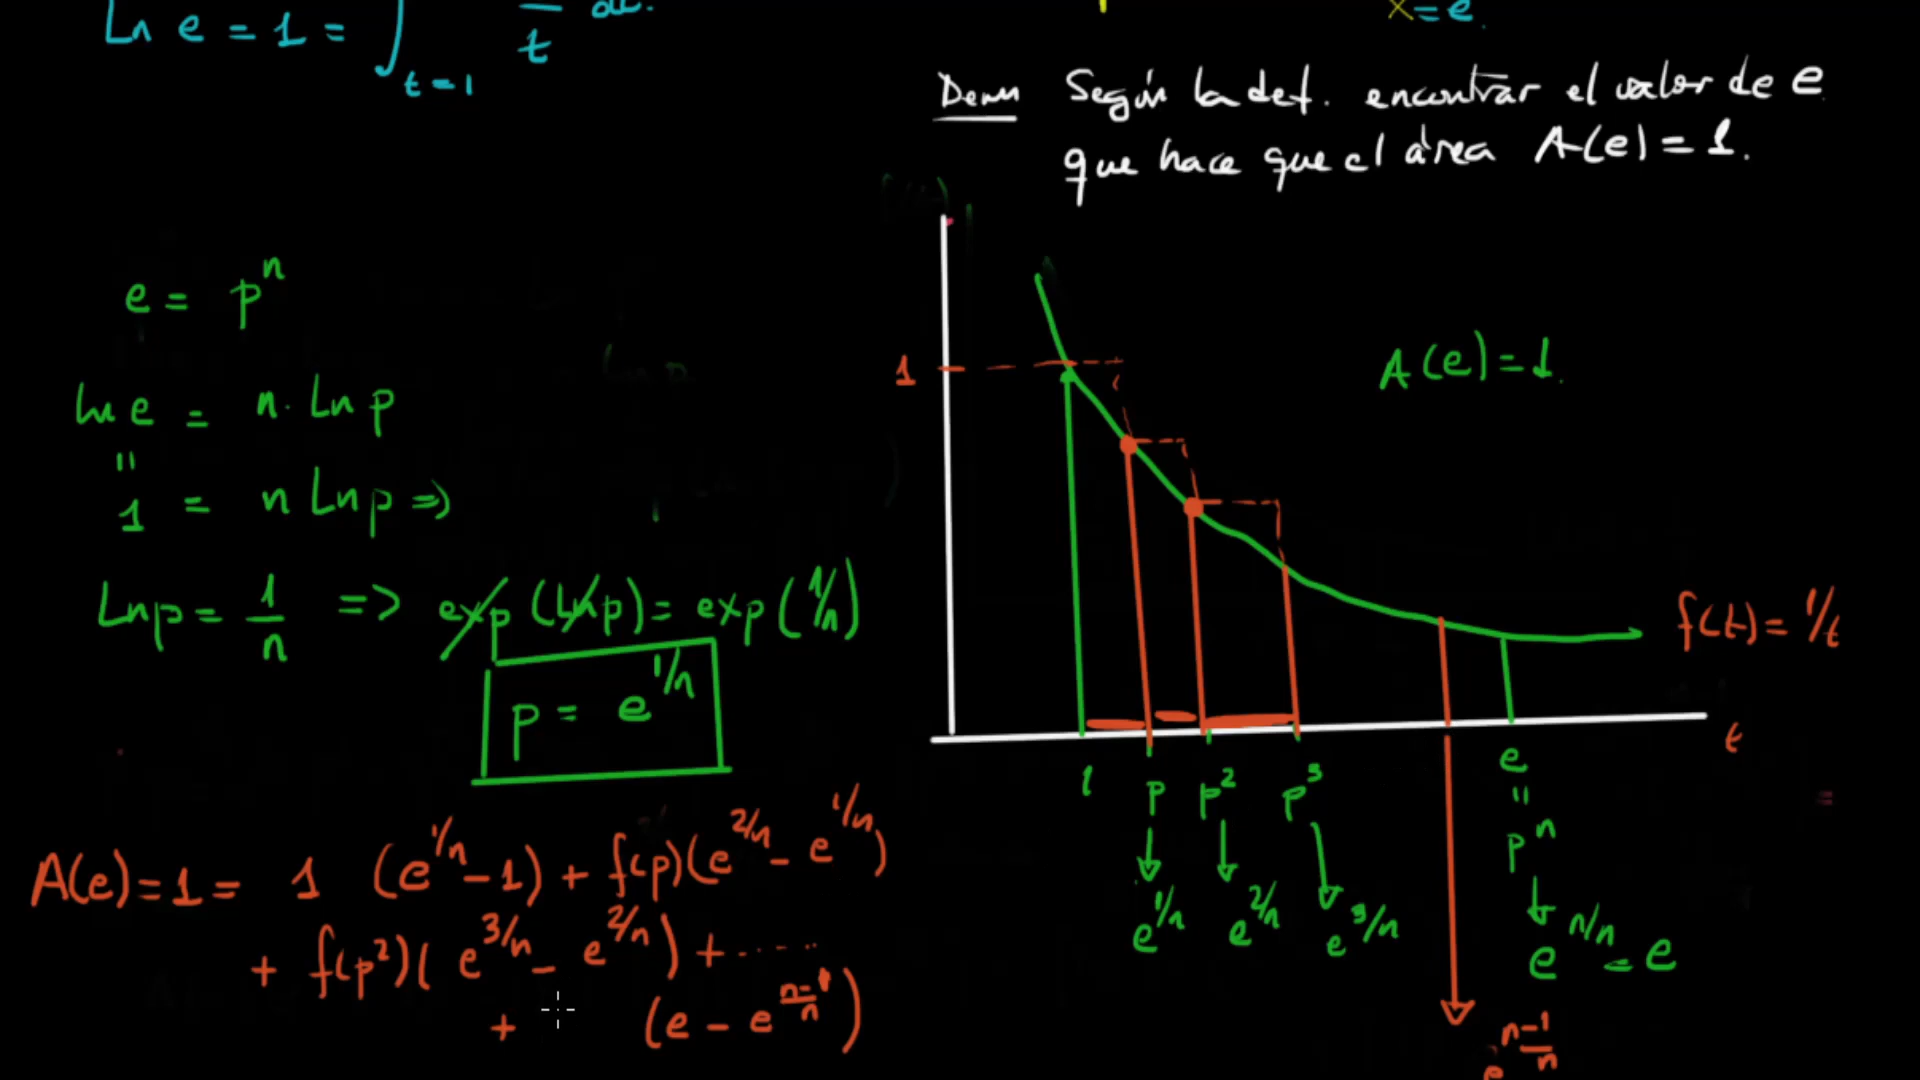 Ln e = 1 = ∫
t = 1
t
x = e
Dem Según la def. encontrar el valor de e
que hace que el área A(e) = 1.
e = pⁿ
ln e = n. Ln p
"
1 = n Ln p =>
Ln p = 1/n => exp (Ln p) = exp (1/n)
p = e^{1/n}
A(e) = 1 = 1 (e^{1/n} - 1) + f(p)(e^{2/n} - e^{1/n})
+ f(p²)(e^{3/n} - e^{2/n}) + .....
+ (e - e^{(n-1)/n})
1
A(e) = 1.
f(t) = 1/t
t
1 p p² p³ e
"
pⁿ
e^{1/n} e^{2/n} e^{3/n} e^{n/n} = e
e^{(n-1)/n}